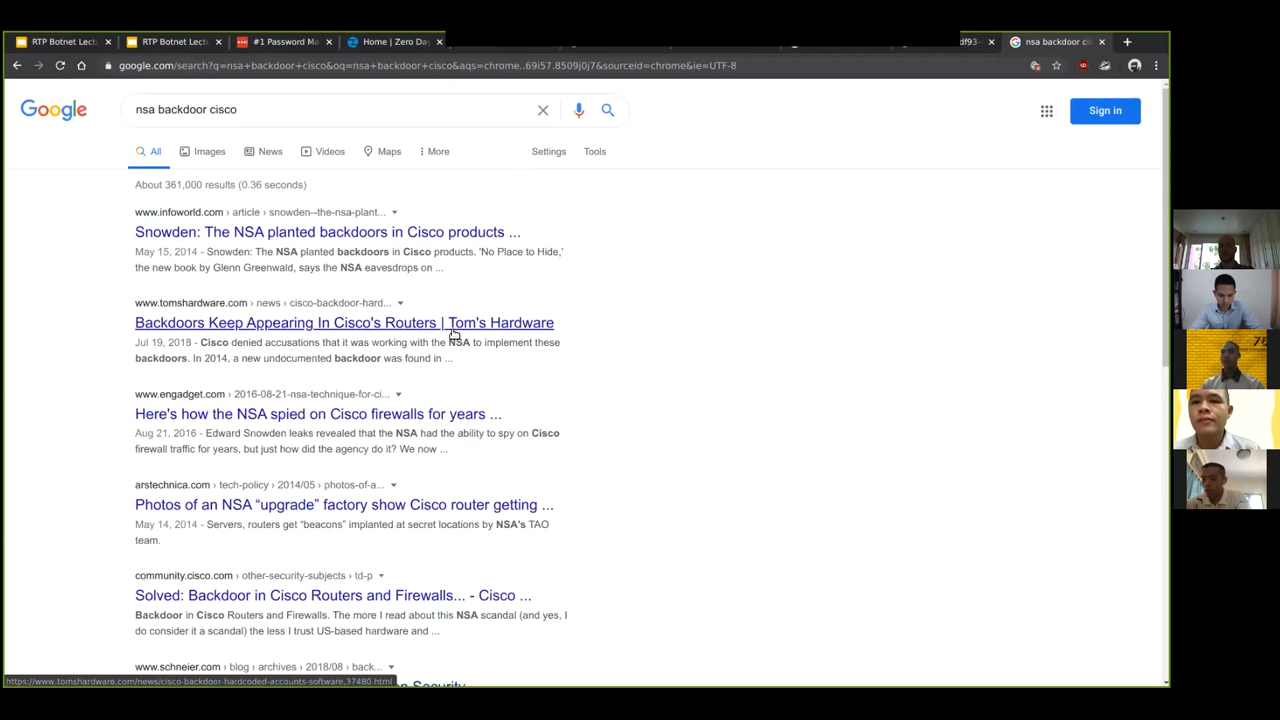 RTP Botnet Lectu
RTP Botnet Lectu
#1 Password Ma
Home | Zero Day
df93-
nsa backdoor ci
google.com/search?q=nsa+backdoor+cisco&oq=nsa+backdoor+cisco&aqs=chrome..69i57.8509j0j7&sourceid=chrome&ie=UTF-8
Google
nsa backdoor cisco
Sign in
All
Images
News
Videos
Maps
More
Settings
Tools
About 361,000 results (0.36 seconds)
www.infoworld.com › article › snowden--the-nsa-plant...
Snowden: The NSA planted backdoors in Cisco products ...
May 15, 2014 - Snowden: The NSA planted backdoors in Cisco products. 'No Place to Hide,'
the new book by Glenn Greenwald, says the NSA eavesdrops on ...
www.tomshardware.com › news › cisco-backdoor-hard...
Backdoors Keep Appearing In Cisco's Routers | Tom's Hardware
Jul 19, 2018 - Cisco denied accusations that it was working with the NSA to implement these
backdoors. In 2014, a new undocumented backdoor was found in ...
www.engadget.com › 2016-08-21-nsa-technique-for-ci...
Here's how the NSA spied on Cisco firewalls for years ...
Aug 21, 2016 - Edward Snowden leaks revealed that the NSA had the ability to spy on Cisco
firewall traffic for years, but just how did the agency do it? We now ...
arstechnica.com › tech-policy › 2014/05 › photos-of-a...
Photos of an NSA “upgrade” factory show Cisco router getting ...
May 14, 2014 - Servers, routers get “beacons” implanted at secret locations by NSA's TAO
team.
community.cisco.com › other-security-subjects › td-p
Solved: Backdoor in Cisco Routers and Firewalls... - Cisco ...
Backdoor in Cisco Routers and Firewalls. The more I read about this NSA scandal (and yes, I
do consider it a scandal) the less I trust US-based hardware and ...
www.schneier.com › blog › archives › 2018/08 › back...
Security
https://www.tomshardware.com/news/cisco-backdoor-hardcoded-accounts-software,37480.html